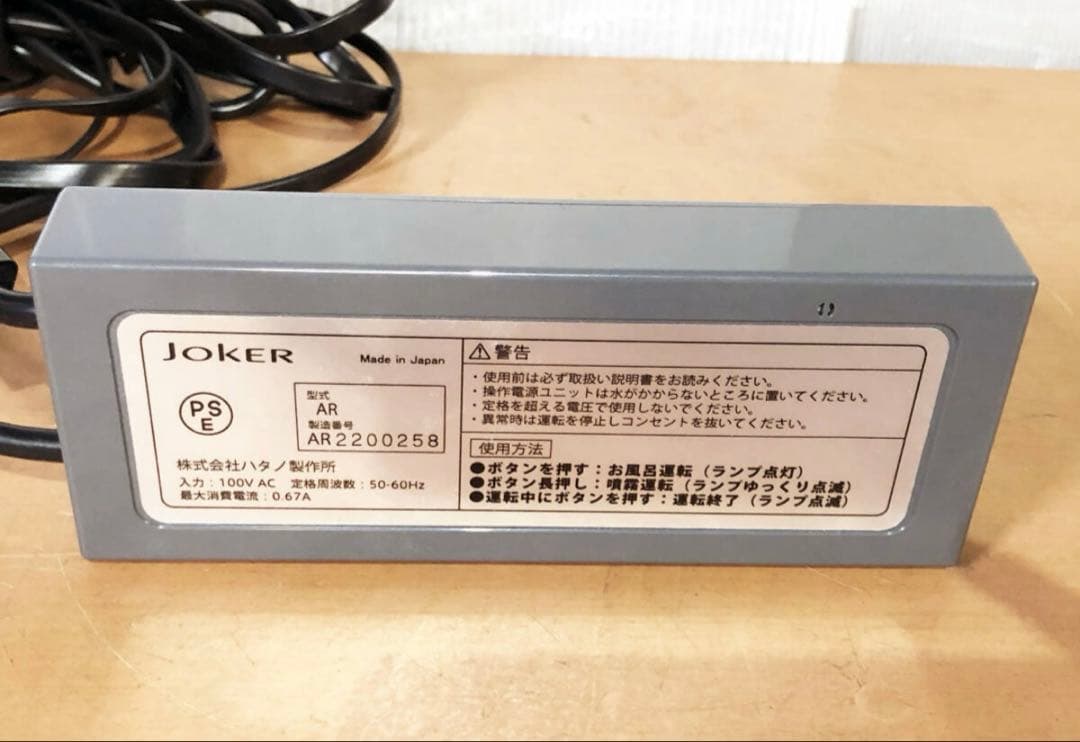 JOKER
Made in Japan
PS
E
型式
AR
製造番号
AR2200258
株式会社ハタノ製作所
入力：100V AC 定格周波数：50-60Hz
最大消費電流：0.67A
警告
・使用前は必ず取扱い説明書をお読みください。
・操作電源ユニットは水がかからないところに置いてください。
・定格を超える電圧で使用しないでください。
・異常時は運転を停止しコンセントを抜いてください。
使用方法
●ボタンを押す：お風呂運転（ランプ点灯）
●ボタン長押し：噴霧運転（ランプゆっくり点滅）
●運転中にボタンを押す：運転終了（ランプ点滅）